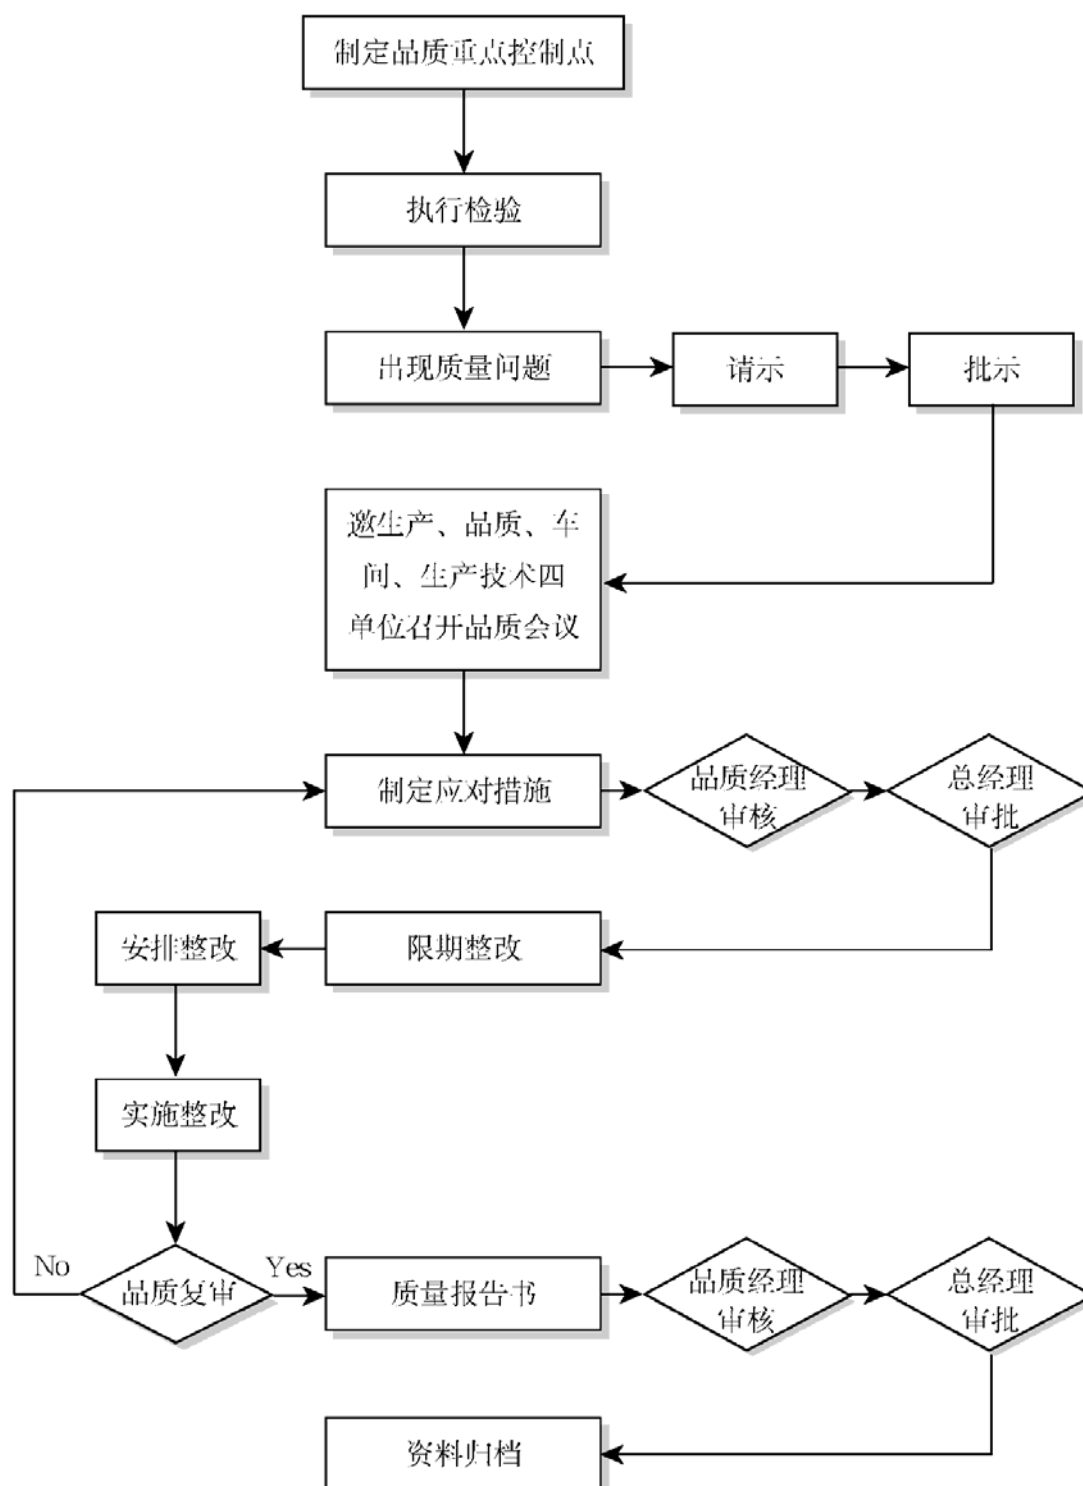 制定品质重点控制点
执行检验
出现质量问题
请示
批示
邀生产、品质、车
间、生产技术四
单位召开品质会议
制定应对措施
品质经理
审核
总经理
审批
安排整改
限期整改
实施整改
No
品质复审
Yes
质量报告书
品质经理
审核
总经理
审批
资料归档